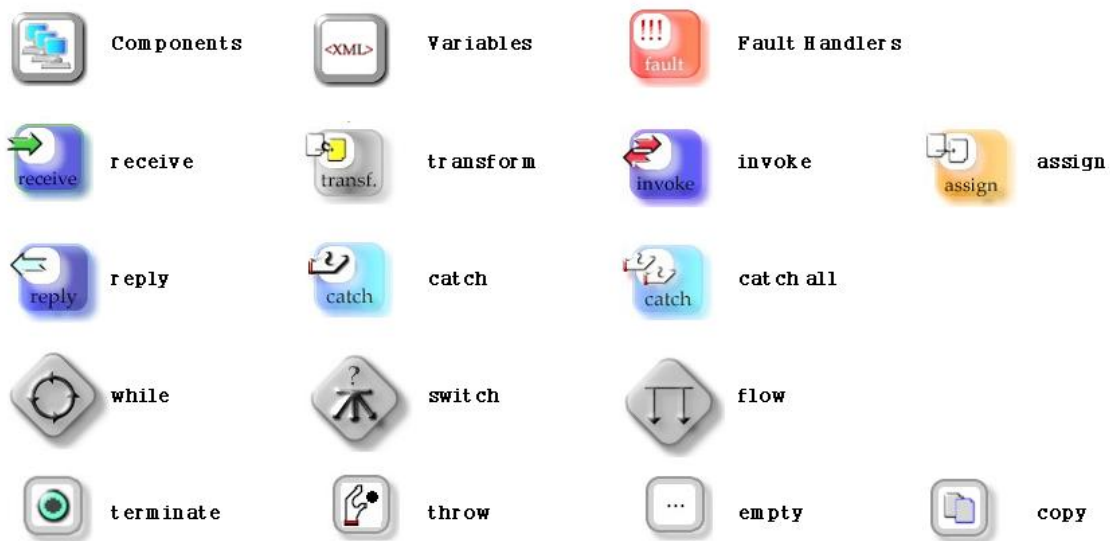 Components
<XML>
Variables
!!!
fault
Fault Handlers
receive
receive
transf.
transform
invoke
invoke
assign
assign
reply
reply
catch
catch
catch
catch all
while
?
switch
flow
terminate
throw
...
empty
copy